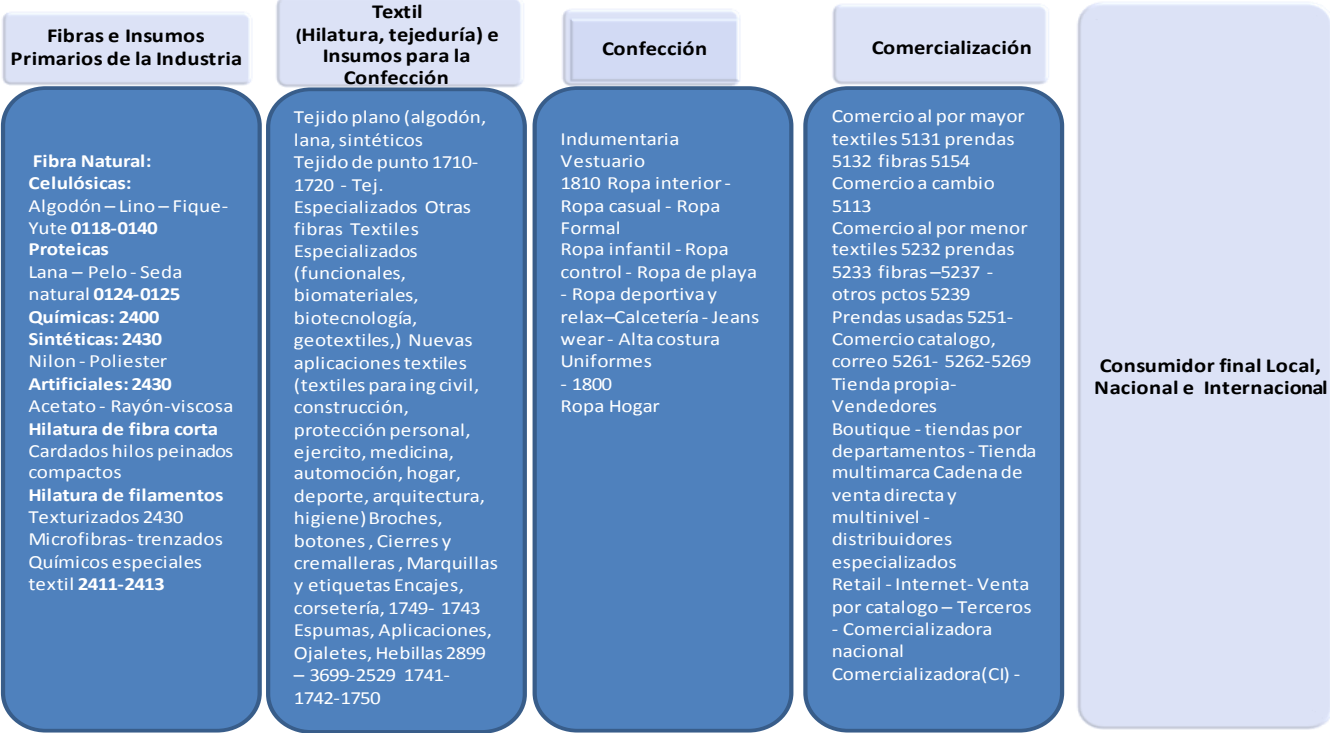 Fibras e Insumos
Primarios de la Industria
Fibra Natural:
Celulósicas:
Algodón – Lino – Fique-
Yute 0118-0140
Proteicas
Lana – Pelo - Seda
natural 0124-0125
Químicas: 2400
Sintéticas: 2430
Nilon - Poliester
Artificiales: 2430
Acetato - Rayón-viscosa
Hilatura de fibra corta
Cardados hilos peinados
compactos
Hilatura de filamentos
Texturizados 2430
Microfibras- trenzados
Químicos especiales
textil 2411-2413
Textil
(Hilatura, tejeduría) e
Insumos para la
Confección
Tejido plano (algodón,
lana, sintéticos
Tejido de punto 1710-
1720 - Tej.
Especializados Otras
fibras Textiles
Especializados
(funcionales,
biomateriales,
biotecnología,
geotextiles,) Nuevas
aplicaciones textiles
(textiles para ing civil,
construcción,
protección personal,
ejercito, medicina,
automoción, hogar,
deporte, arquitectura,
higiene) Broches,
botones , Cierres y
cremalleras , Marquillas
y etiquetas Encajes,
corsetería, 1749- 1743
Espumas, Aplicaciones,
Ojaletes, Hebillas 2899
– 3699-2529 1741-
1742-1750
Confección
Indumentaria
Vestuario
1810 Ropa interior -
Ropa casual - Ropa
Formal
Ropa infantil - Ropa
control - Ropa de playa
- Ropa deportiva y
relax–Calcetería - Jeans
wear - Alta costura
Uniformes
- 1800
Ropa Hogar
Comercialización
Comercio al por mayor
textiles 5131 prendas
5132 fibras 5154
Comercio a cambio
5113
Comercio al por menor
textiles 5232 prendas
5233 fibras –5237 -
otros pctos 5239
Prendas usadas 5251-
Comercio catalogo,
correo 5261- 5262-5269
Tienda propia-
Vendedores
Boutique - tiendas por
departamentos - Tienda
multimarca Cadena de
venta directa y
multinivel -
distribuidores
especializados
Retail - Internet- Venta
por catalogo – Terceros
- Comercializadora
nacional
Comercializadora(CI) -
Consumidor final Local,
Nacional e Internacional